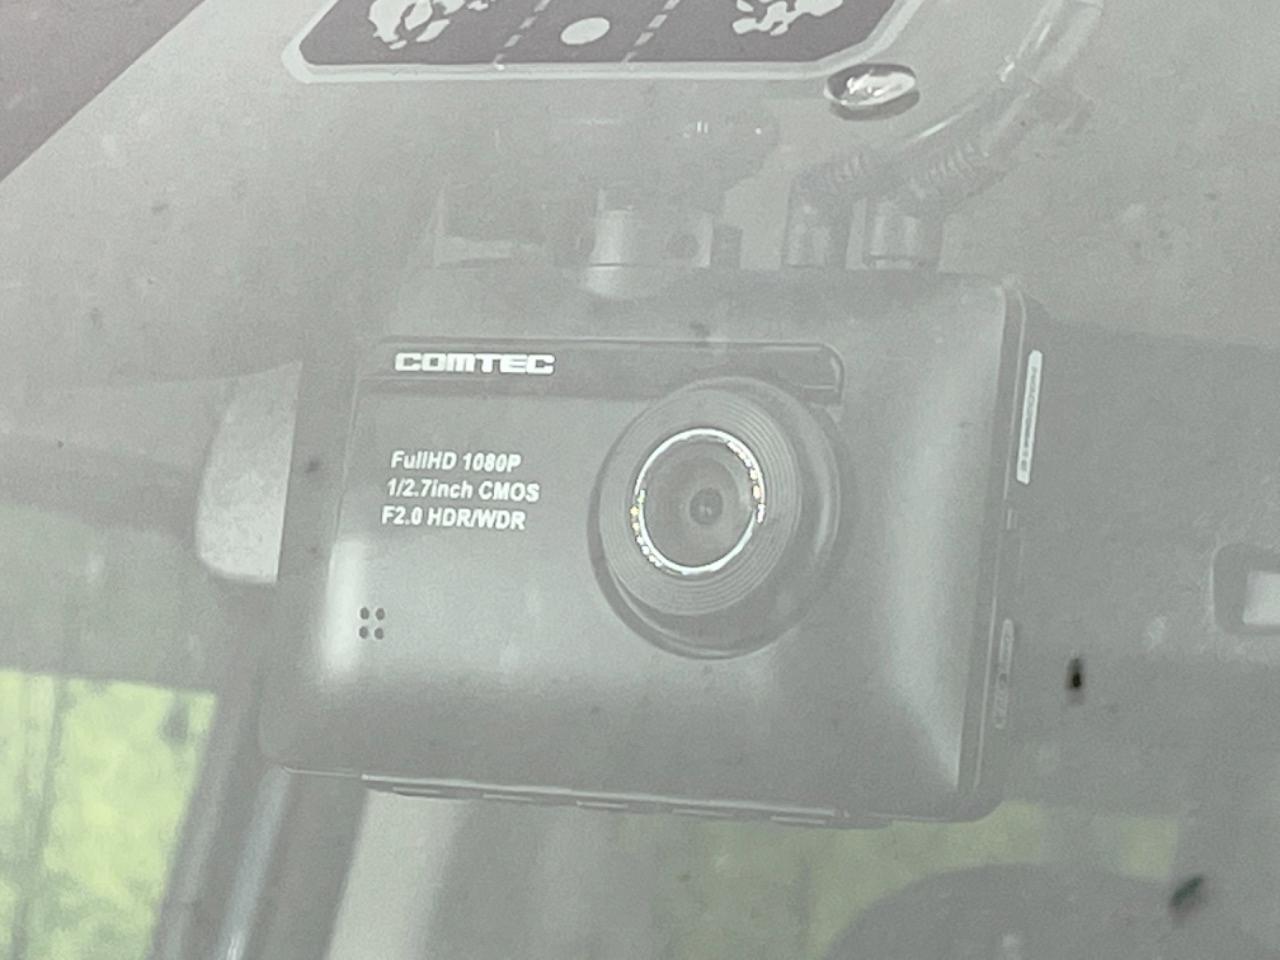 COMTEC
FullHD 1080P
1/2.7inch CMOS
F2.0 HDR/WDR